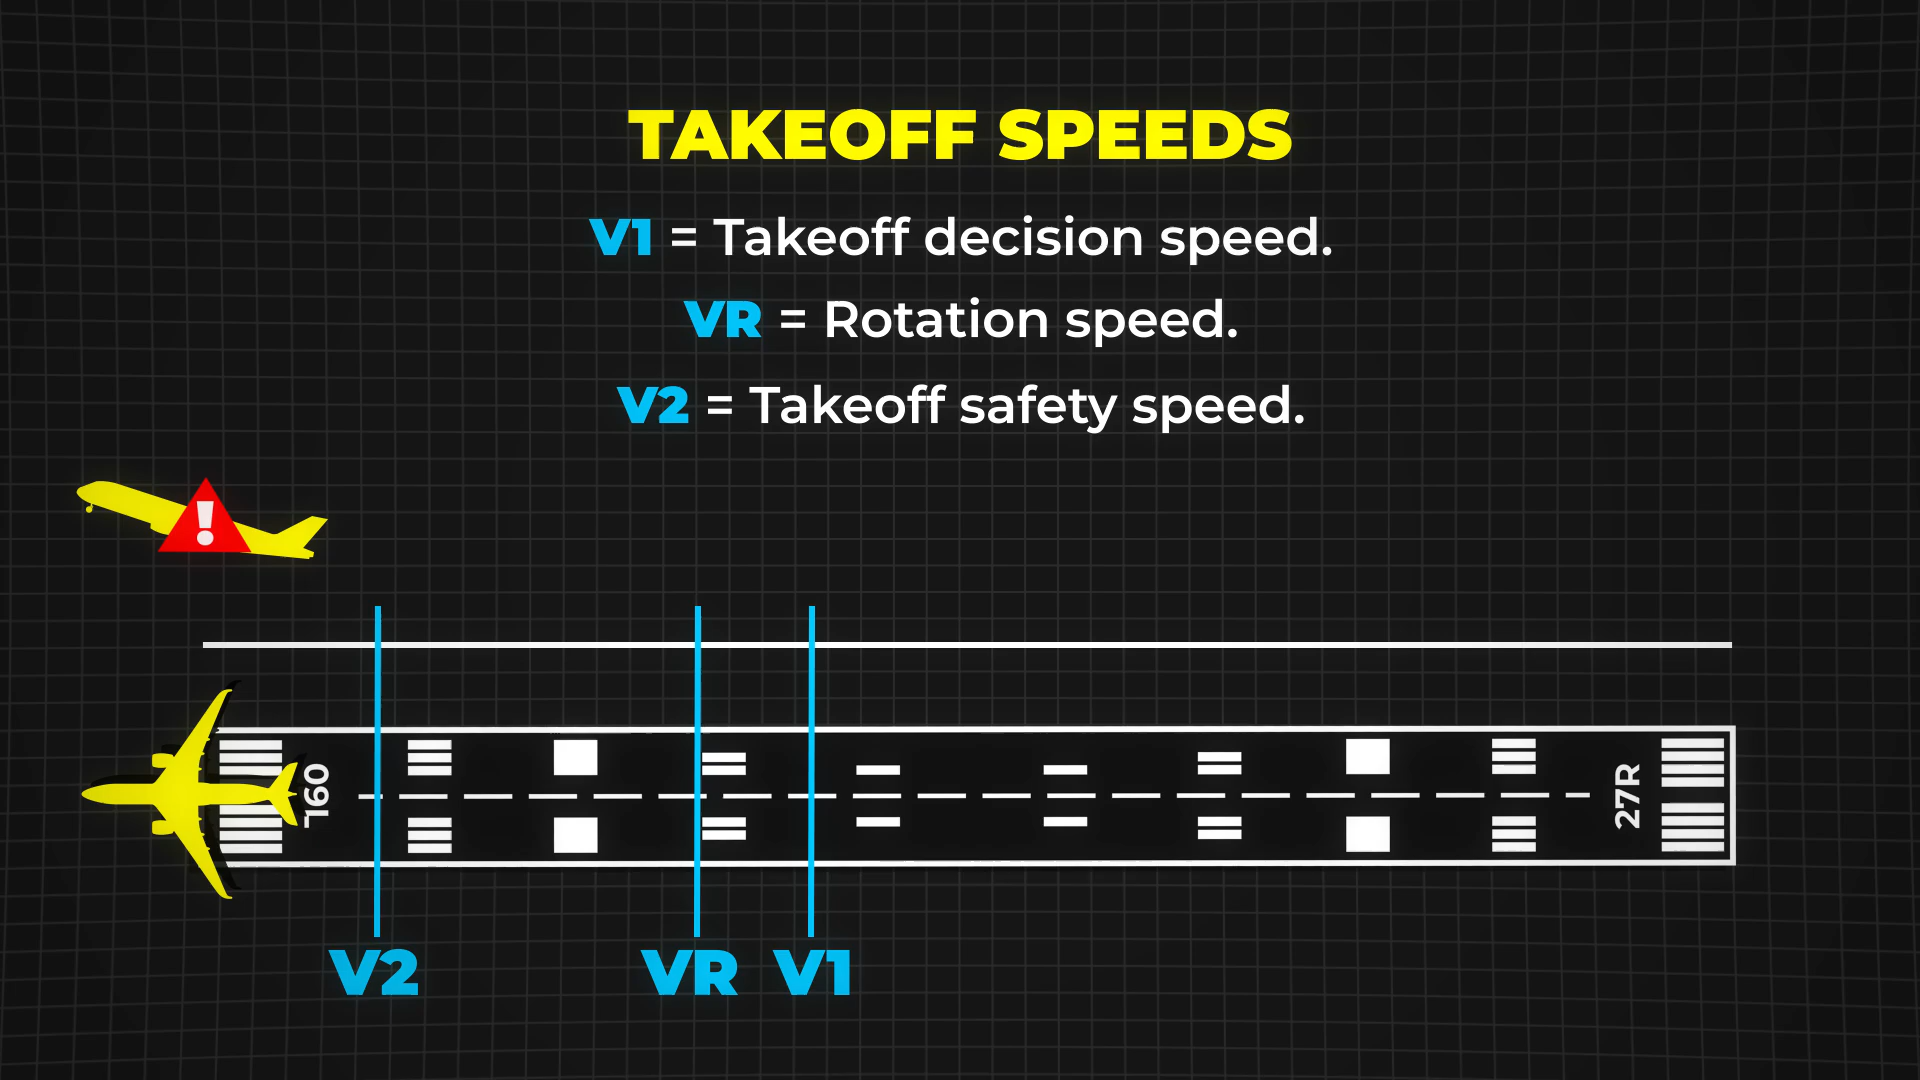 TAKEOFF SPEEDS
V1 = Takeoff decision speed.
VR = Rotation speed.
V2 = Takeoff safety speed.
!
09L
27R
V2 VR V1